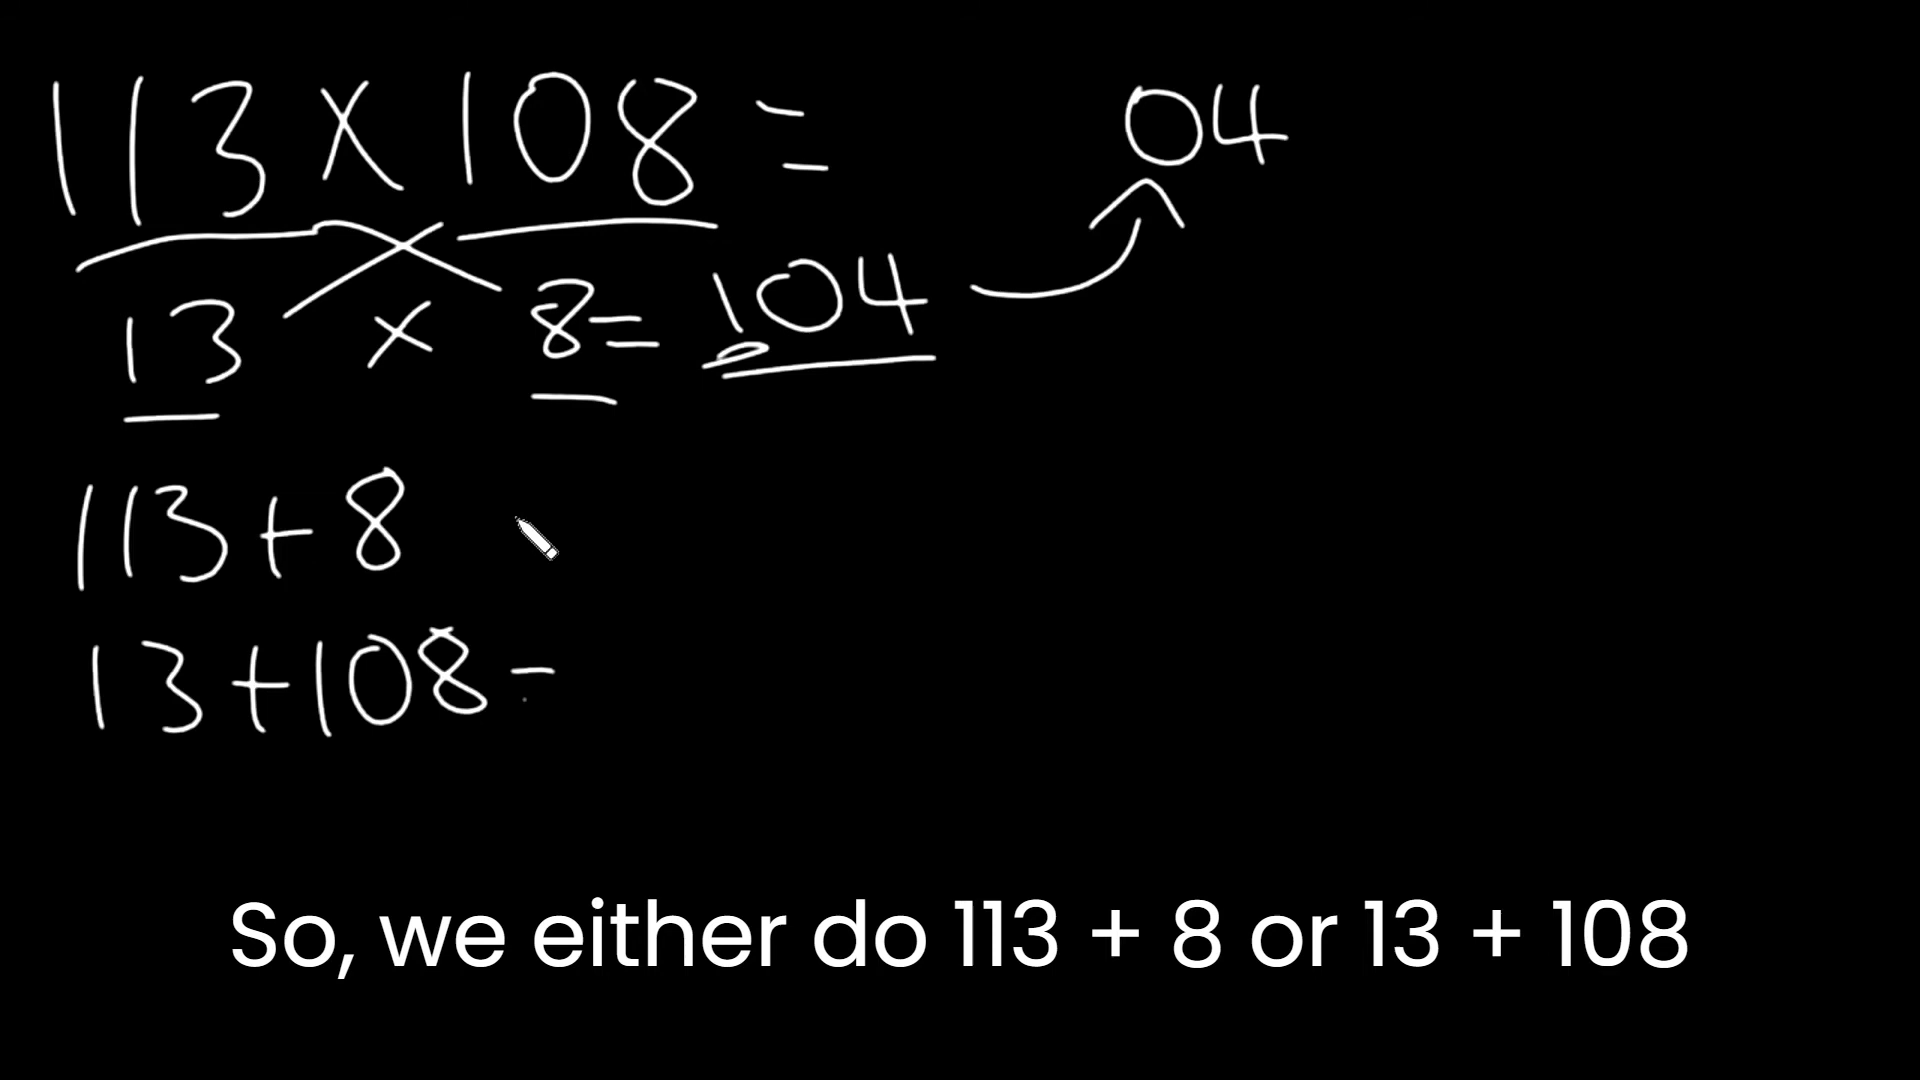 113 x 108 = 04
13 x 8 = 104
113 + 8
13 + 108 -
So, we either do 113 + 8 or 13 + 108